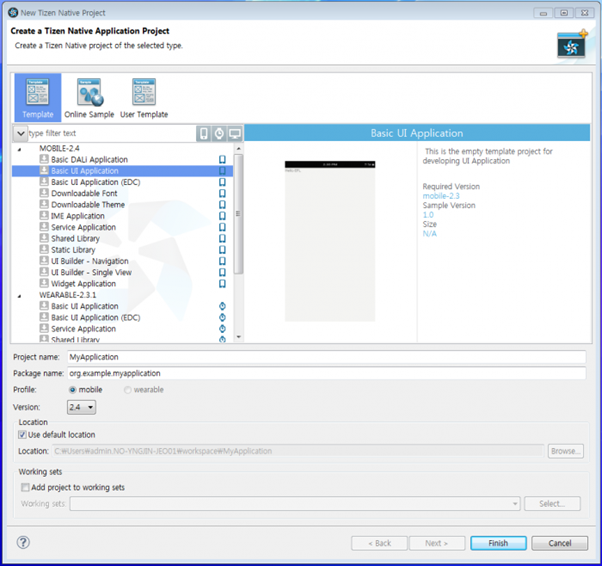 New Tizen Native Project
Create a Tizen Native Application Project
Create a Tizen Native project of the selected type.
Template
Online Sample
User Template
type filter text
MOBILE-2.4
Basic DALi Application
Basic UI Application
Basic UI Application (EDC)
Downloadable Font
Downloadable Theme
IME Application
Service Application
Shared Library
Static Library
UI Builder - Navigation
UI Builder - Single View
Widget Application
WEARABLE-2.3.1
Basic UI Application
Basic UI Application (EDC)
Service Application
Shared Library
Basic UI Application
This is the empty template project for
developing UI Application
Required Version
mobile-2.3
Sample Version
1.0
Size
N/A
Project name: MyApplication
Package name: org.example.myapplication
Profile: mobile wearable
Version: 2.4
Location
Use default location
Location: C:₩Users₩admin.NO-YNGJIN-JEO01₩workspace₩MyApplication
Browse...
Working sets
Add project to working sets
Working sets:
Select...
?
< Back
Next >
Finish
Cancel